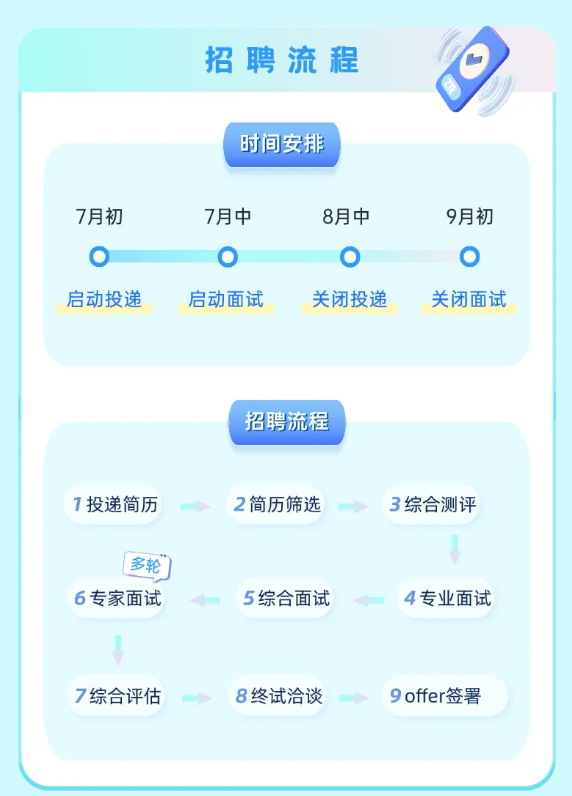 招聘流程
时间安排
7月初 7月中 8月中 9月初
启动投递 启动面试 关闭投递 关闭面试
招聘流程
1 投递简历 2 简历筛选 3 综合测评
多轮
6 专家面试 5 综合面试 4 专业面试
7 综合评估 8 终试洽谈 9 offer签署